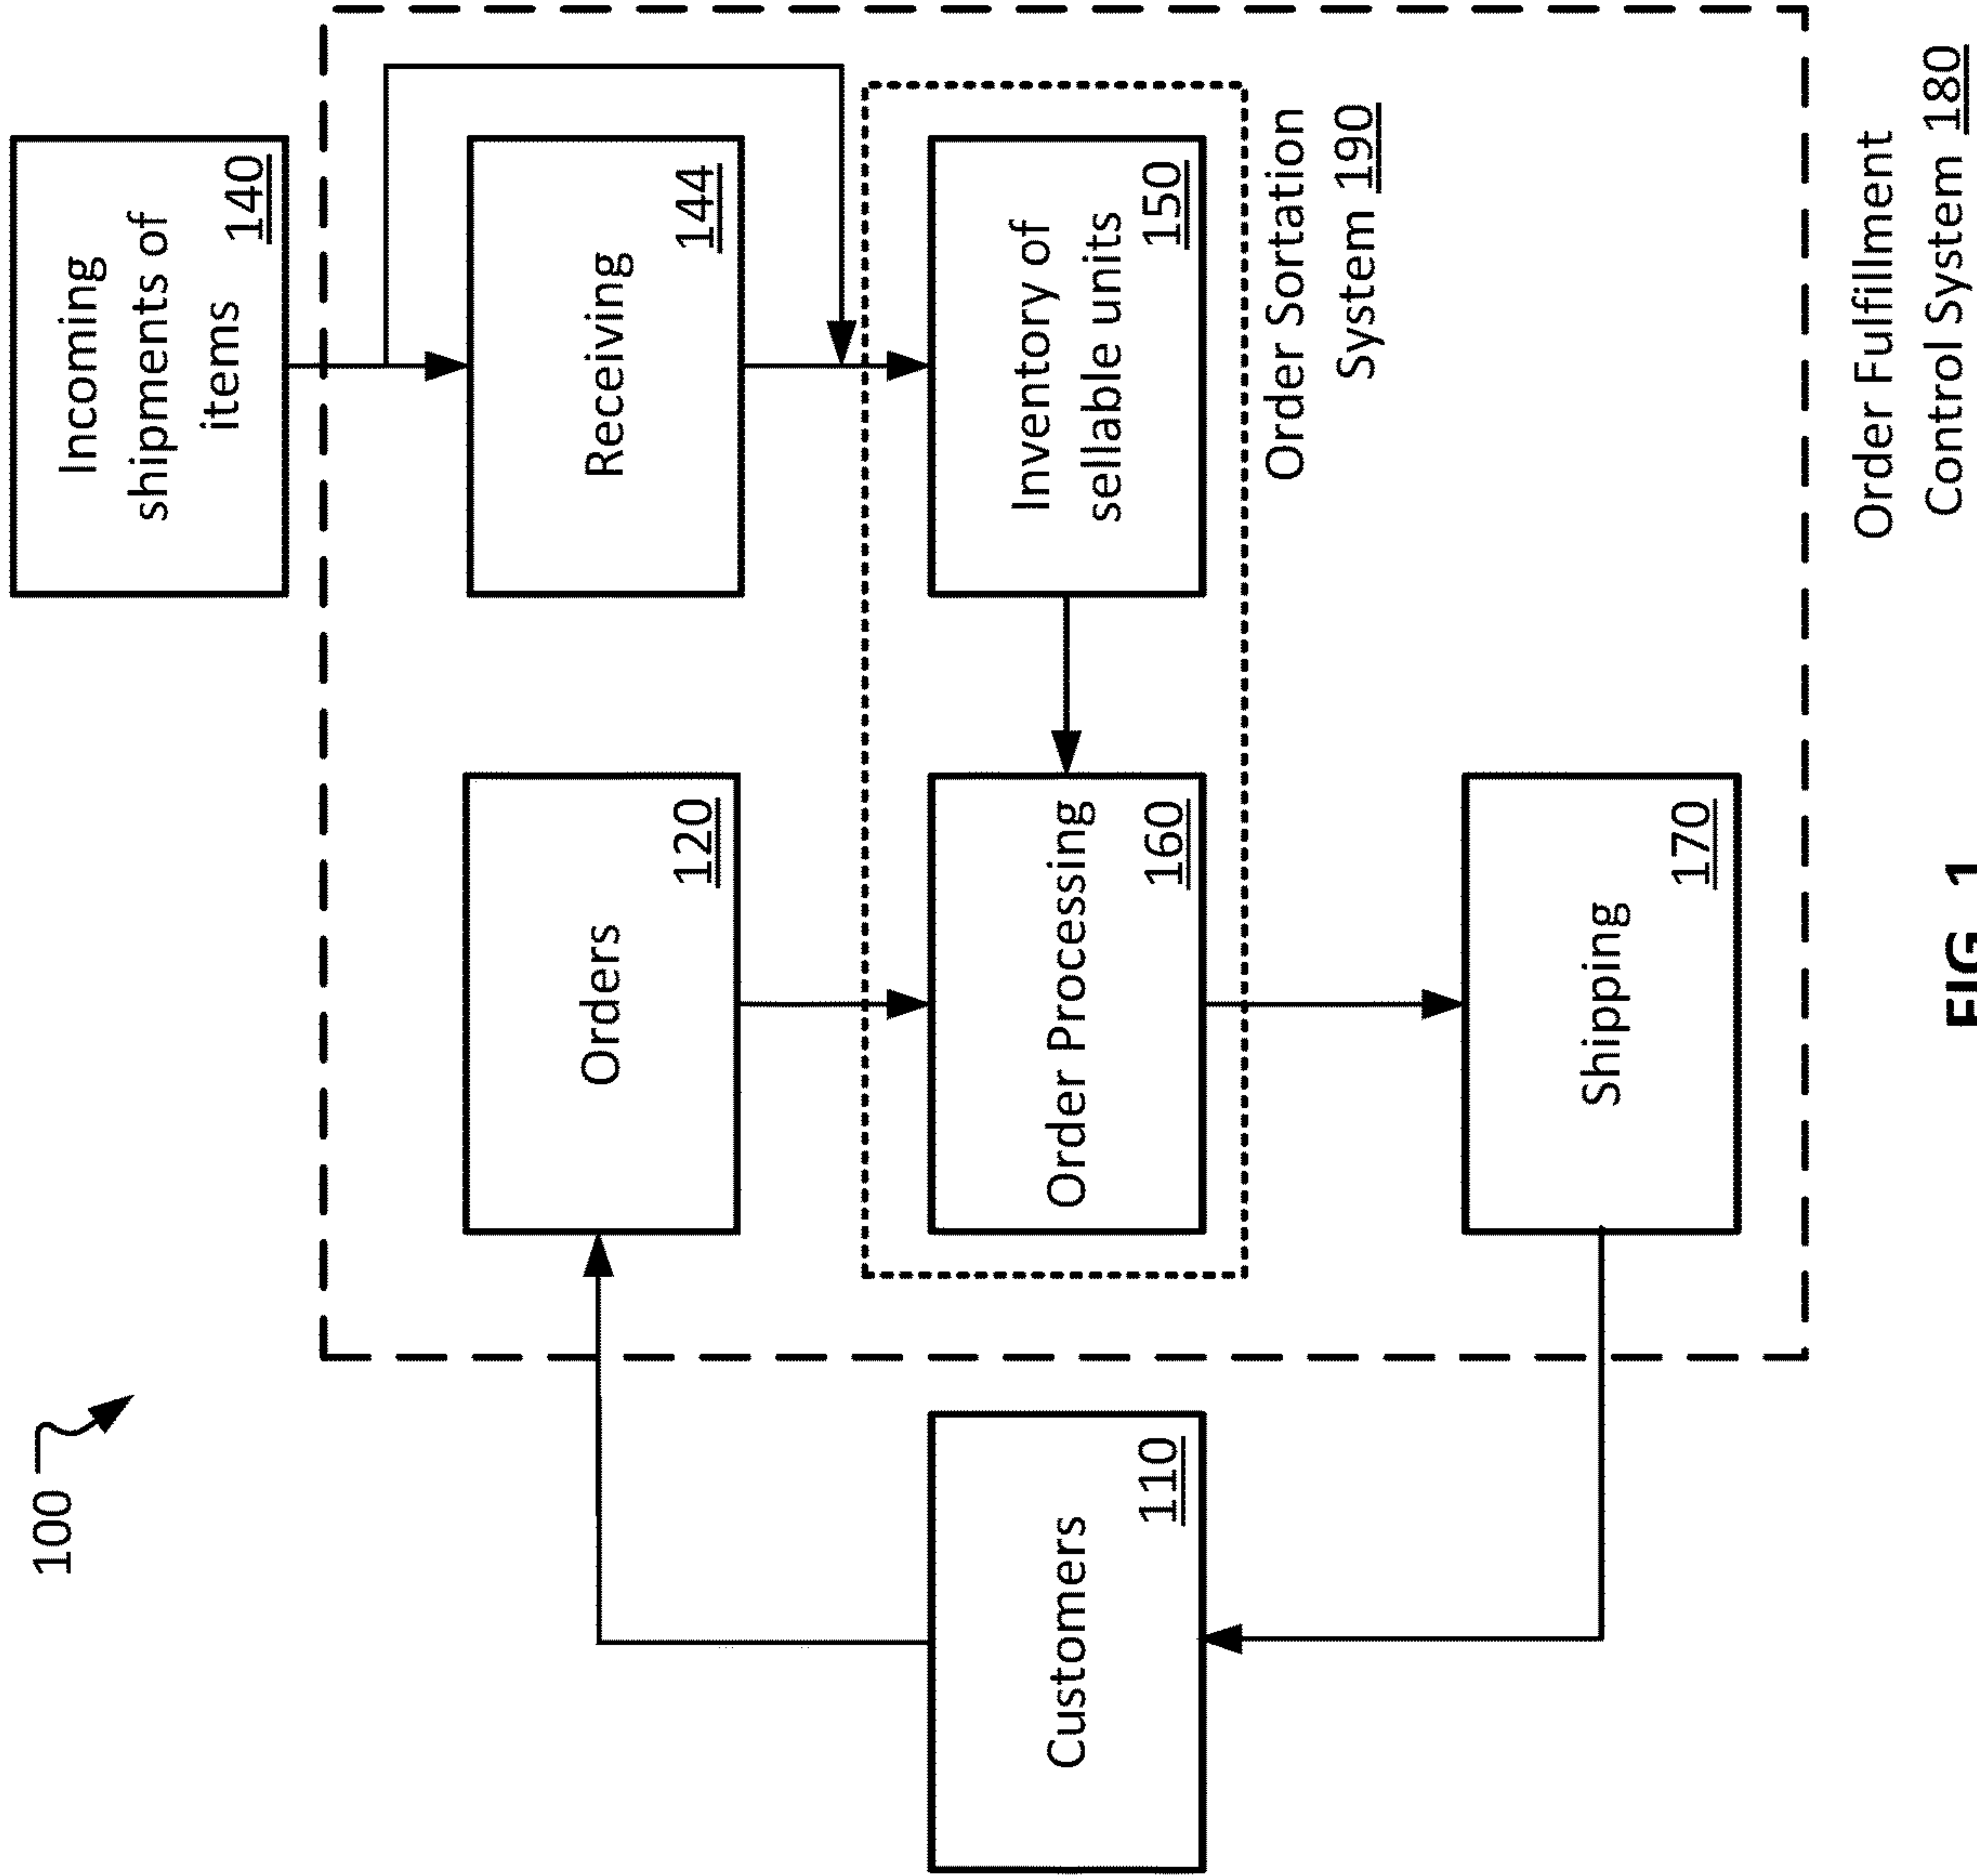 100
Incoming
shipments of
items
140
Orders
120
Receiving
144
Customers
110
Order Processing
160
Inventory of
sellable units
150
Order Sortation
System 190
Shipping
170
Order Fulfillment
Control System 180
FIG. 1